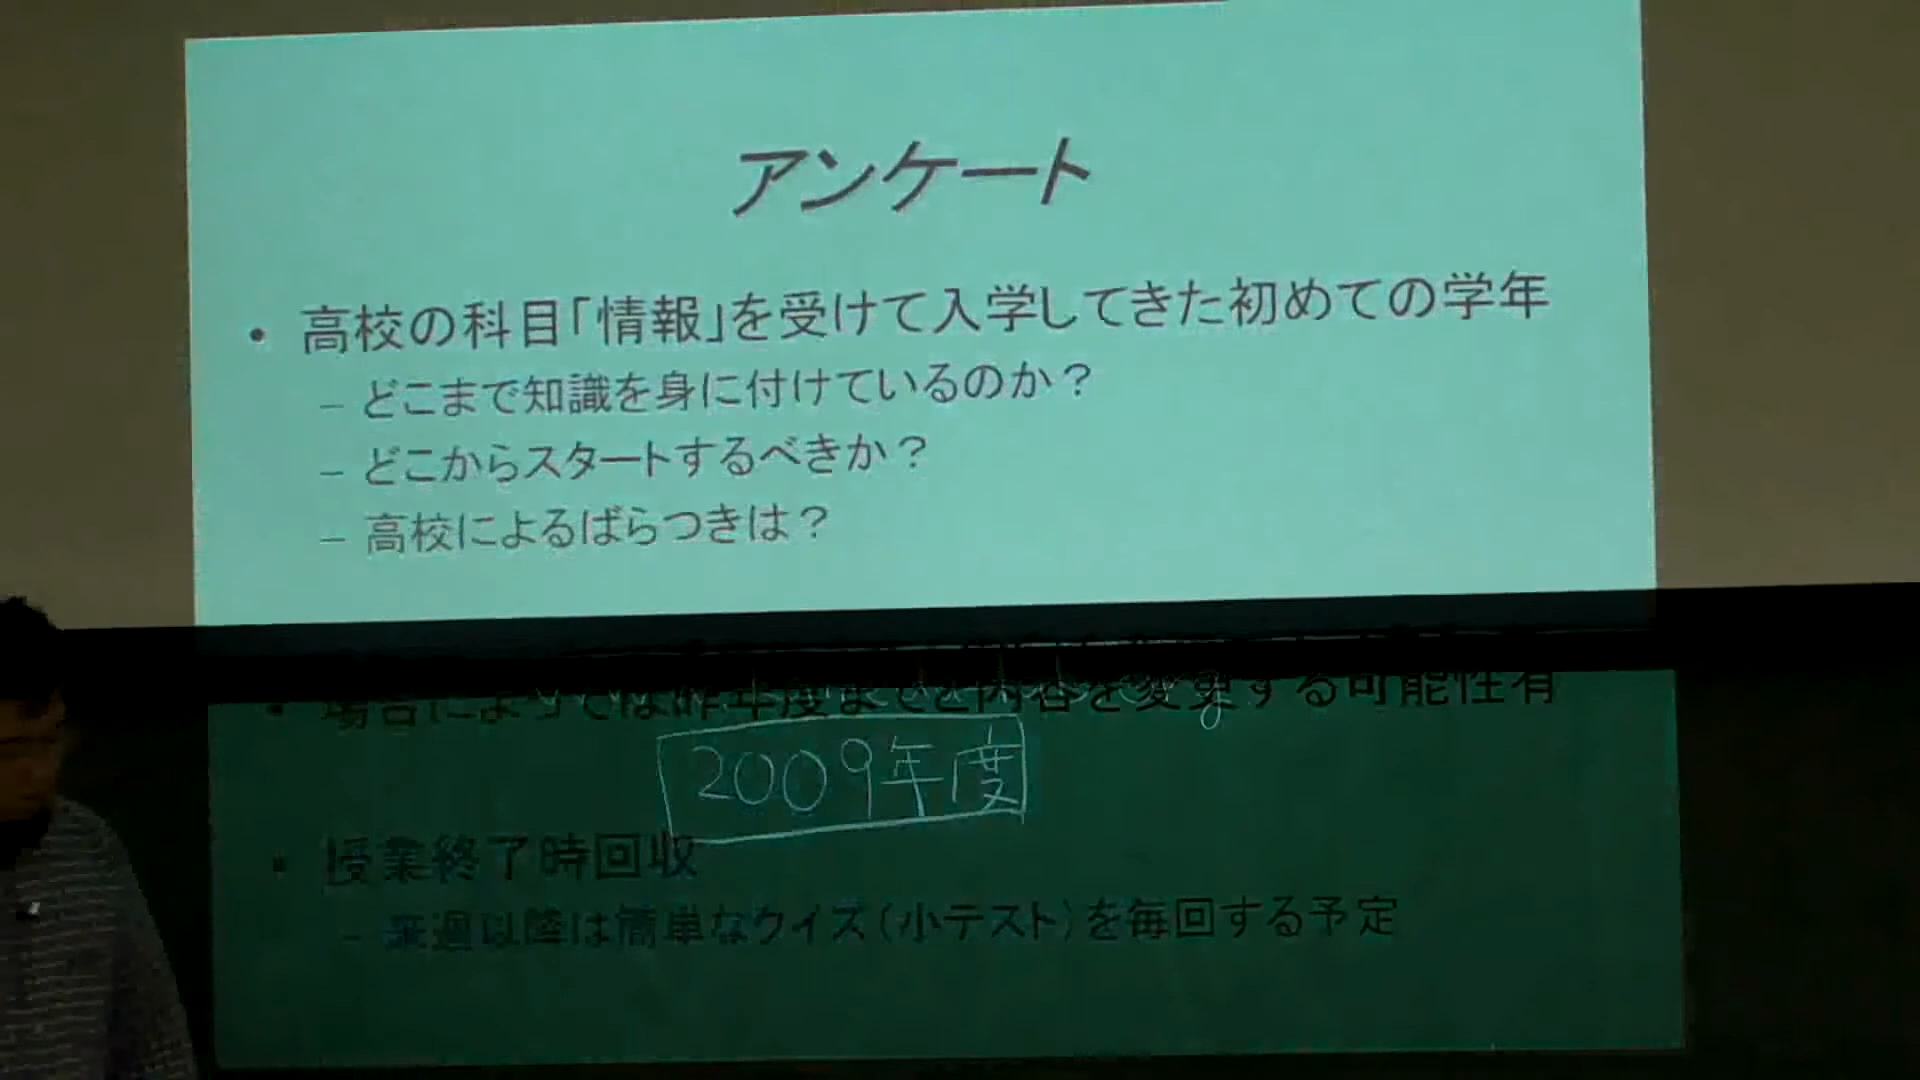 アンケート
• 高校の科目「情報」を受けて入学してきた初めての学年
– どこまで知識を身に付けているのか?
– どこからスタートするべきか?
– 高校によるばらつきは?
• 場合によっては昨年度までと内容を変更する可能性有
2009年度
• 授業終了時回収
– 来週以降は簡単なクイズ(小テスト)を毎回する予定